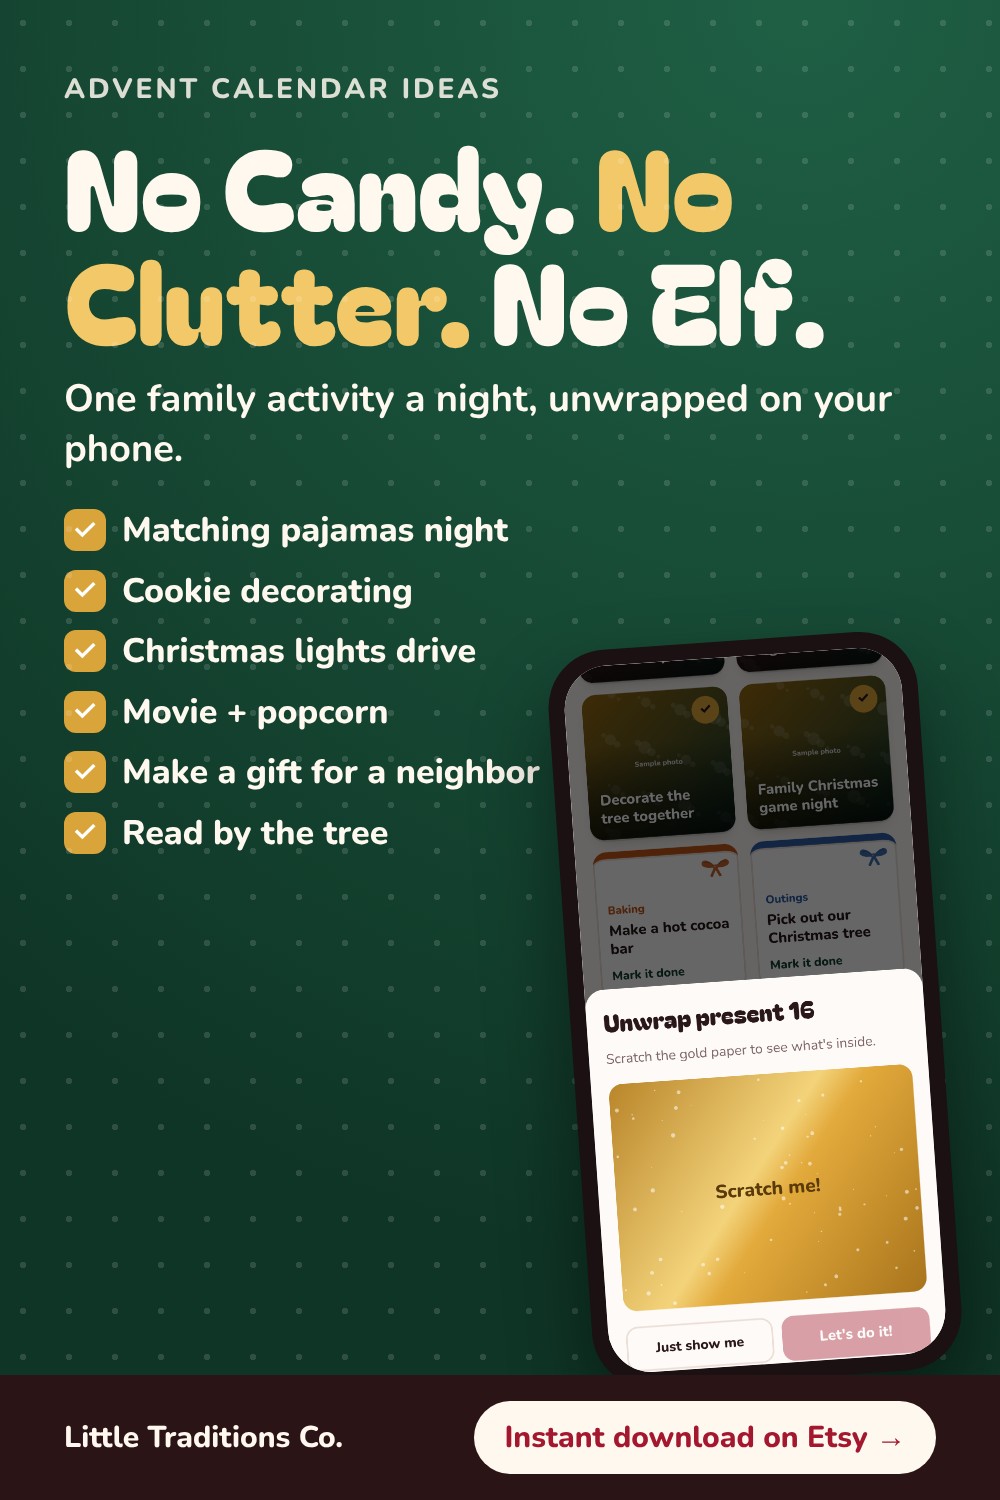 ADVENT CALENDAR IDEAS
No Candy. No
Clutter. No Elf.
One family activity a night, unwrapped on your
phone.
Matching pajamas night
Cookie decorating
Christmas lights drive
Movie + popcorn
Make a gift for a neighbor
Read by the tree
Sample photo
Decorate the
tree together
Sample photo
Family Christmas
game night
Baking
Make a hot cocoa
bar
Mark it done
Outings
Pick out our
Christmas tree
Mark it done
Unwrap present 16
Scratch the gold paper to see what's inside.
Scratch me!
Just show me
Let's do it!
Little Traditions Co.
Instant download on Etsy →